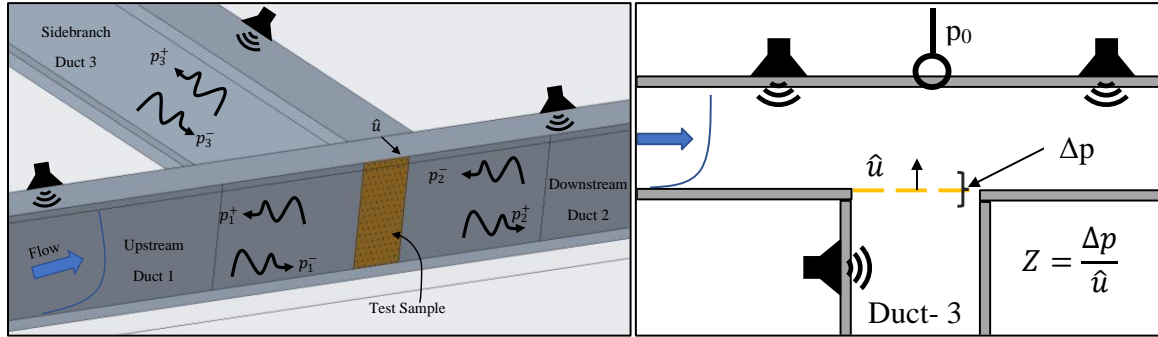 Sidebranch
Duct 3
p₃⁺
p₃⁻
û
p₂⁻
p₁⁺
p₂⁺
Downstream
Duct 2
Flow
Upstream
Duct 1
p₁⁻
Test Sample
p₀
Δp
û
Z = Δp/û
Duct- 3